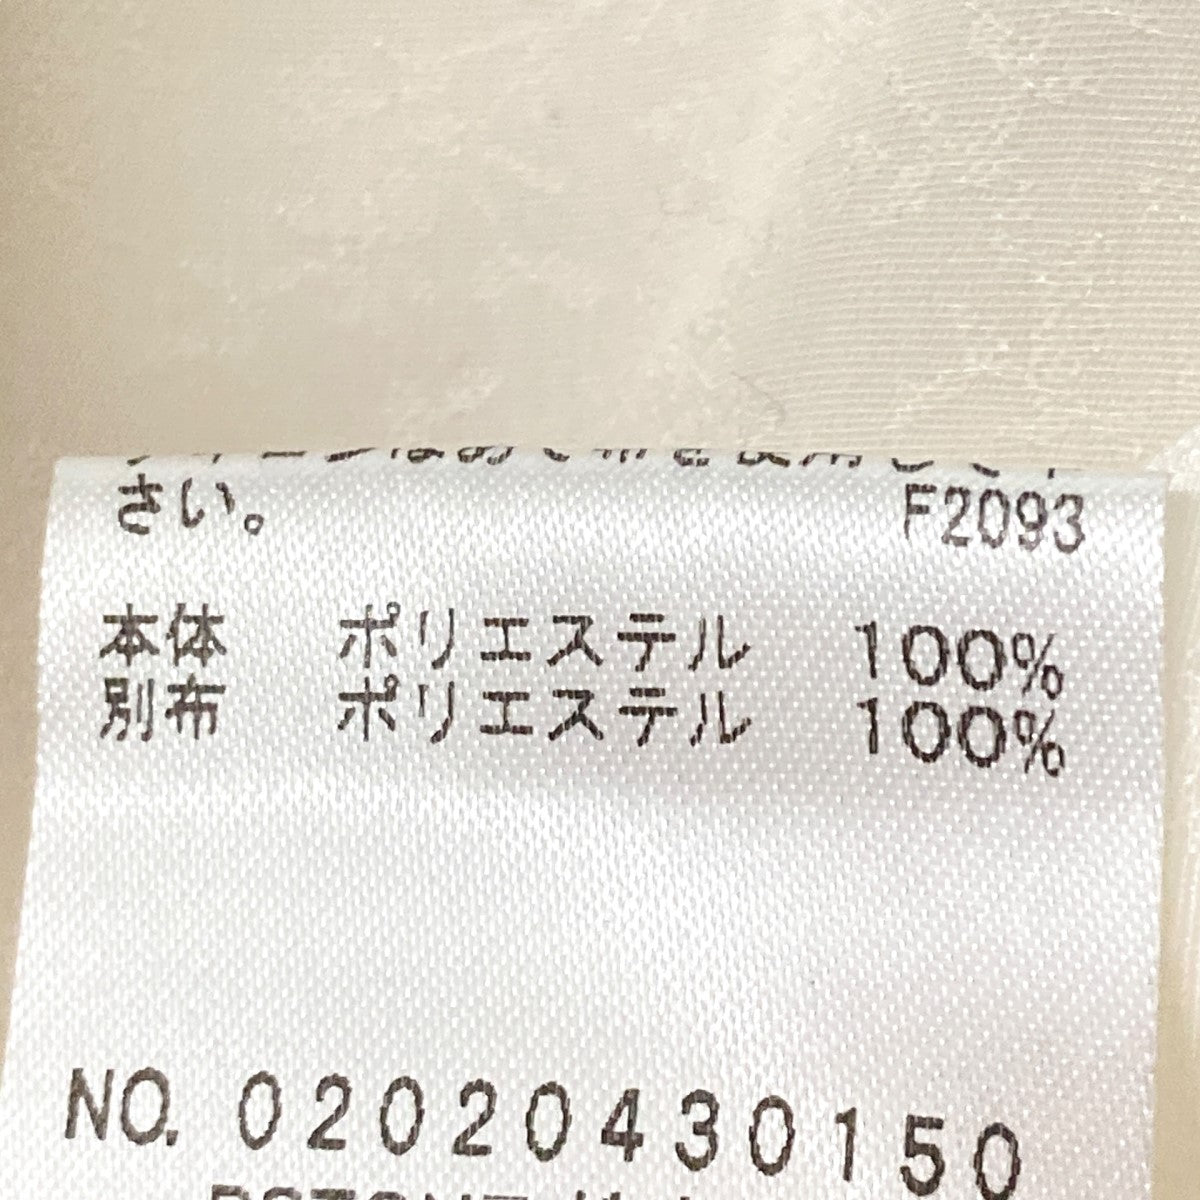 さい。 F2093
本体 ポリエステル 100%
別布 ポリエステル 100%
NO. 02020430150